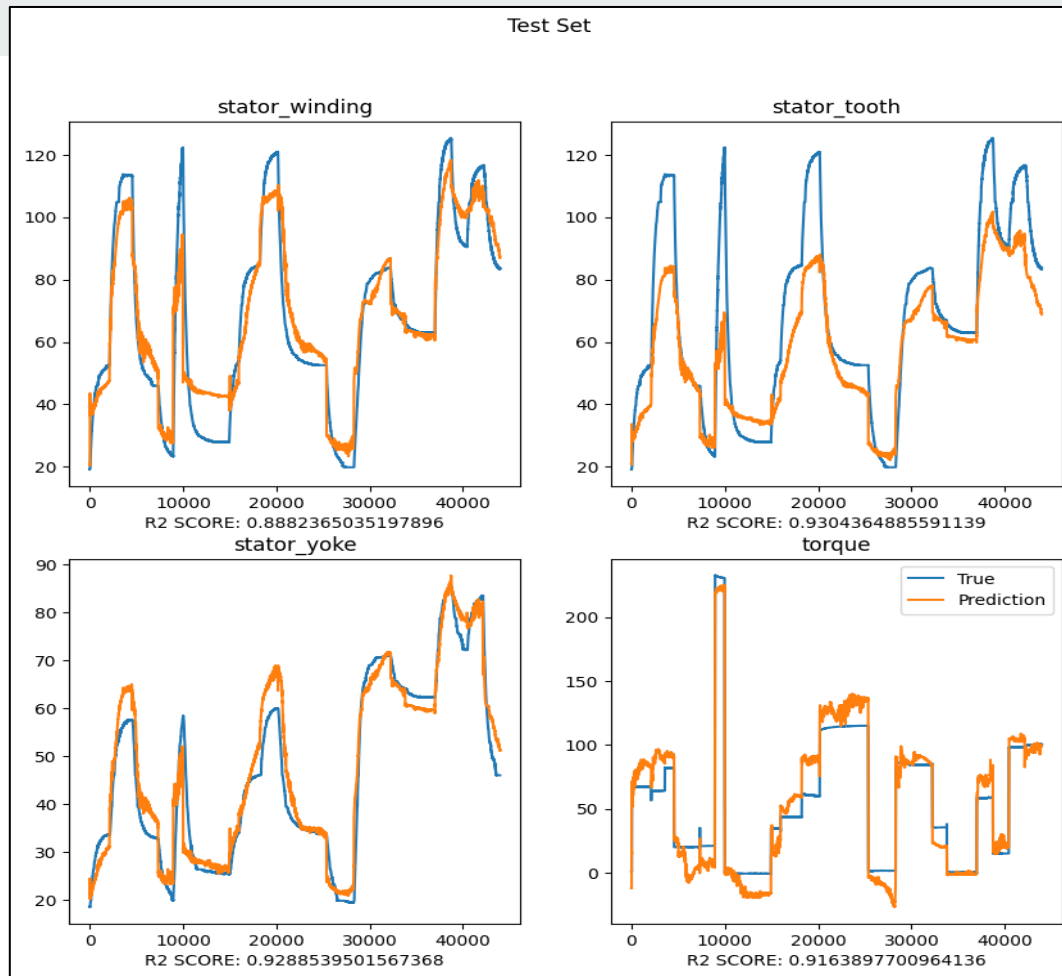 Test Set
stator_winding
stator_tooth
120
100
80
60
40
20
0 10000 20000 30000 40000
R2 SCORE: 0.8882365035197896
120
100
80
60
40
20
0 10000 20000 30000 40000
R2 SCORE: 0.9304364885591139
stator_yoke
torque
90
80
70
60
50
40
30
20
0 10000 20000 30000 40000
R2 SCORE: 0.9288539501567368
True
Prediction
200
150
100
50
0
0 10000 20000 30000 40000
R2 SCORE: 0.9163897700964136